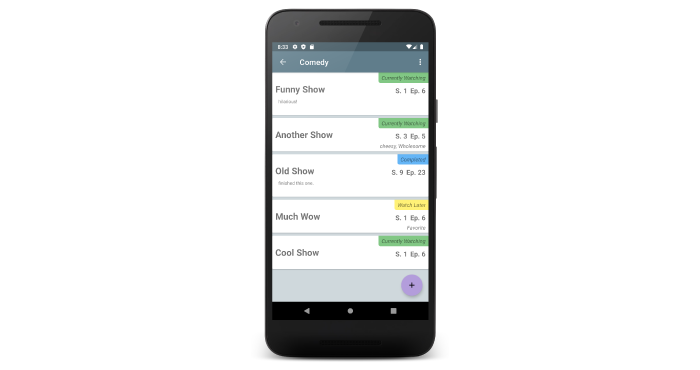 8:33
Comedy
Currently Watching
Funny Show
S. 1 Ep. 6
hilarious!
Currently Watching
Another Show
S. 3 Ep. 5
cheesy, Wholesome
Completed
Old Show
S. 9 Ep. 23
finished this one.
Watch Later
Much Wow
S. 1 Ep. 6
Favorite
Currently Watching
Cool Show
S. 1 Ep. 6
+